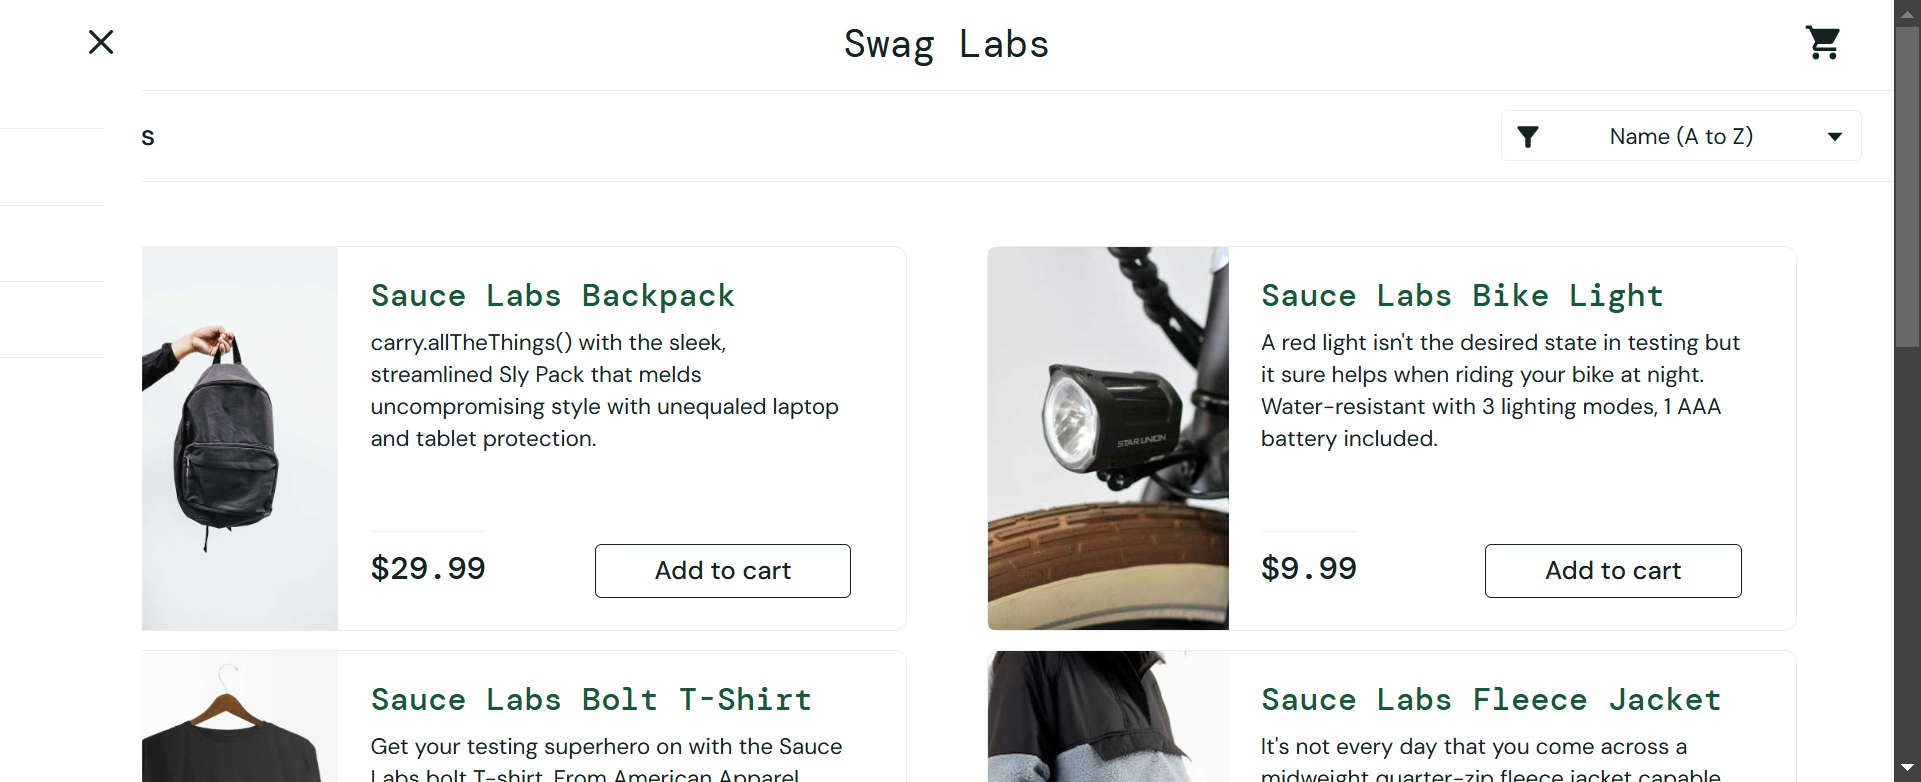 Swag Labs
s
Name (A to Z)
Sauce Labs Backpack
carry.allTheThings() with the sleek,
streamlined Sly Pack that melds
uncompromising style with unequaled laptop
and tablet protection.
$29.99
Add to cart
Sauce Labs Bike Light
A red light isn't the desired state in testing but
it sure helps when riding your bike at night.
Water-resistant with 3 lighting modes, 1 AAA
battery included.
STAR UNION
$9.99
Add to cart
Sauce Labs Bolt T-Shirt
Get your testing superhero on with the Sauce
Labs bolt T-shirt. From American Apparel
Sauce Labs Fleece Jacket
It's not every day that you come across a
midweight quarter-zip fleece jacket capable